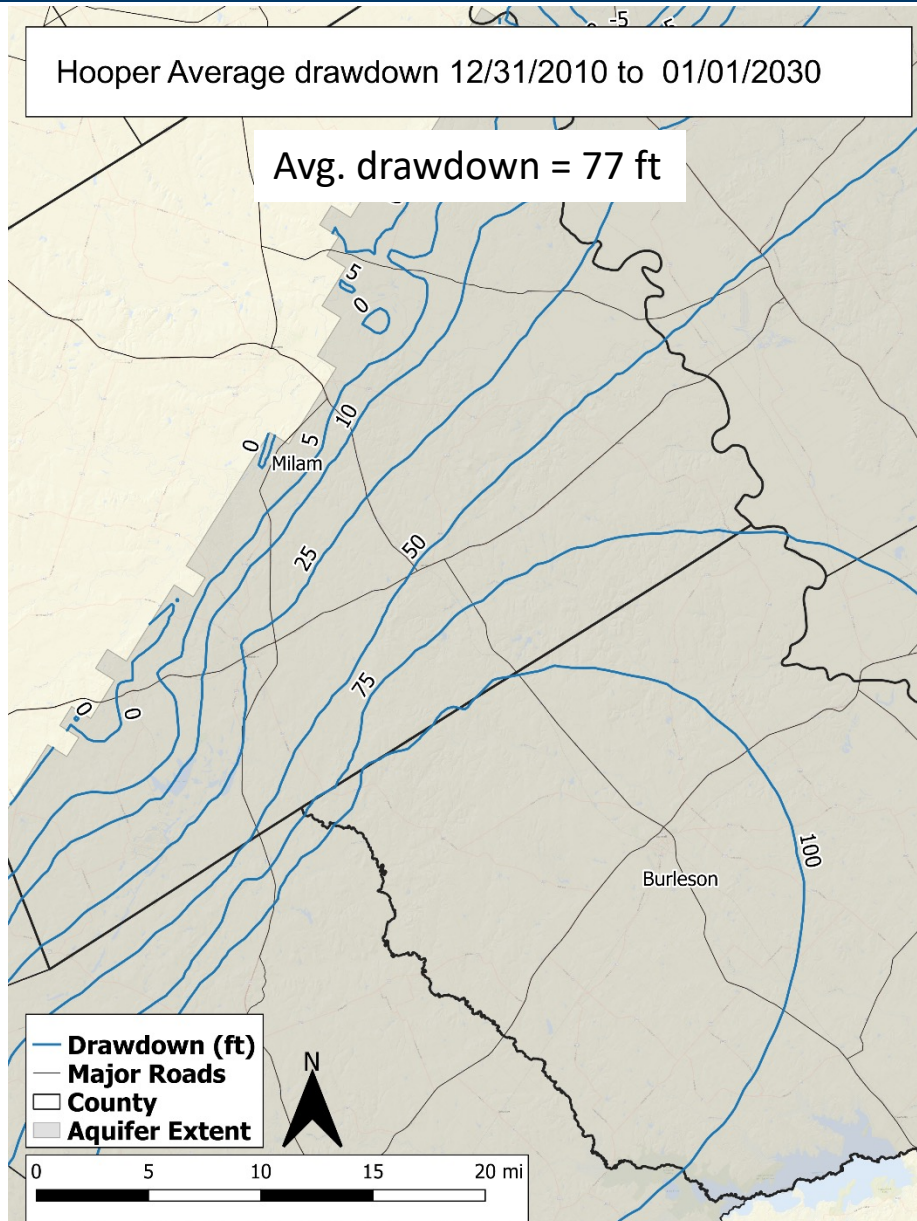 -5
Hooper Average drawdown 12/31/2010 to 01/01/2030
Avg. drawdown = 77 ft
5
0
10
5
0
Milam
25
50
75
0
0
100
Burleson
Drawdown (ft)
Major Roads
County
Aquifer Extent
N
0 5 10 15 20 mi